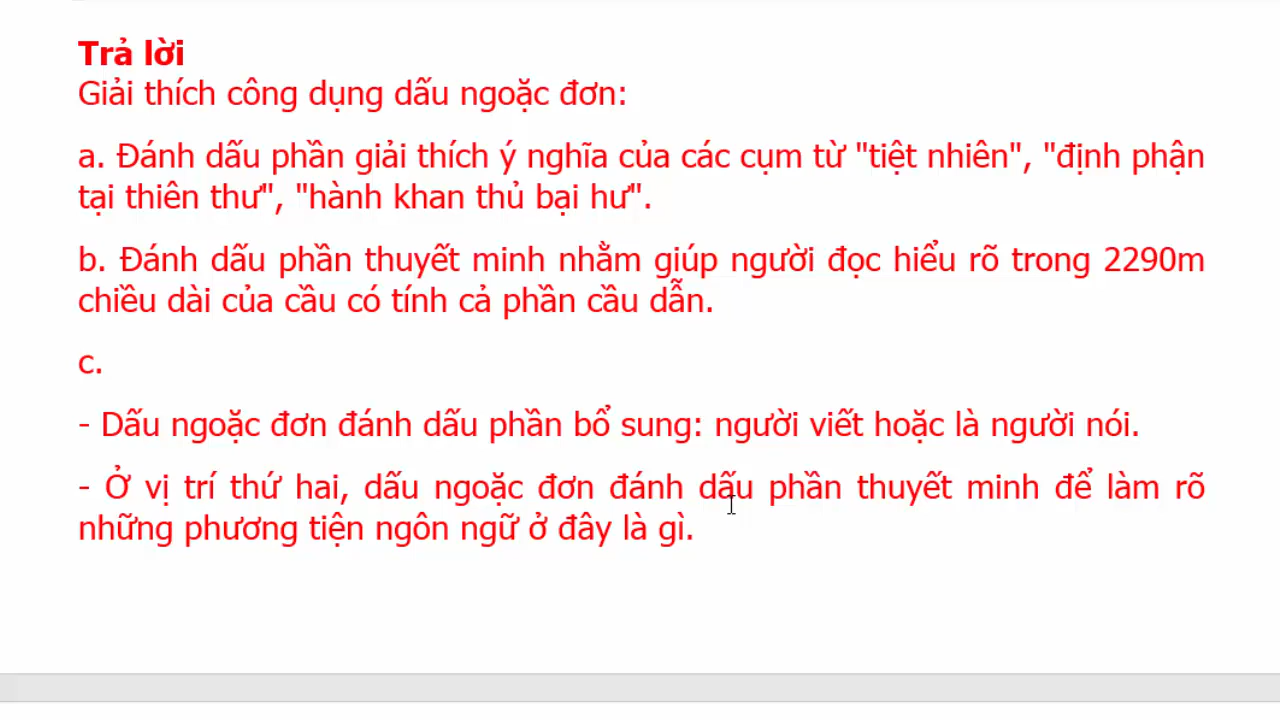 Trả lời
Giải thích công dụng dấu ngoặc đơn:
a. Đánh dấu phần giải thích ý nghĩa của các cụm từ "tiệt nhiên", "định phận
tại thiên thư", "hành khan thủ bại hư".
b. Đánh dấu phần thuyết minh nhằm giúp người đọc hiểu rõ trong 2290m
chiều dài của cầu có tính cả phần cầu dẫn.
c.
- Dấu ngoặc đơn đánh dấu phần bổ sung: người viết hoặc là người nói.
- Ở vị trí thứ hai, dấu ngoặc đơn đánh dấu phần thuyết minh để làm rõ
những phương tiện ngôn ngữ ở đây là gì.